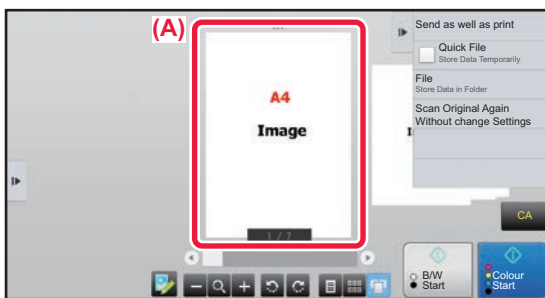 (A)
Send as well as print
Quick File
Store Data Temporarily
A4
File
Store Data in Folder
Image
Scan Original Again
Without change Settings
CA
1 / 7
B/W
Start
Colour
Start